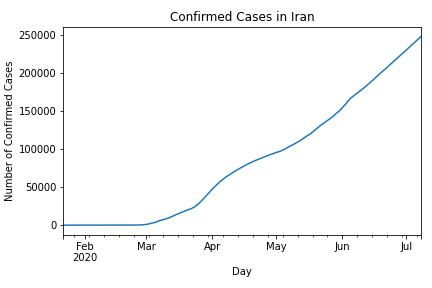 Confirmed Cases in Iran
Number of Confirmed Cases
250000
200000
150000
100000
50000
0
Feb Mar Apr May Jun Jul
2020
Day